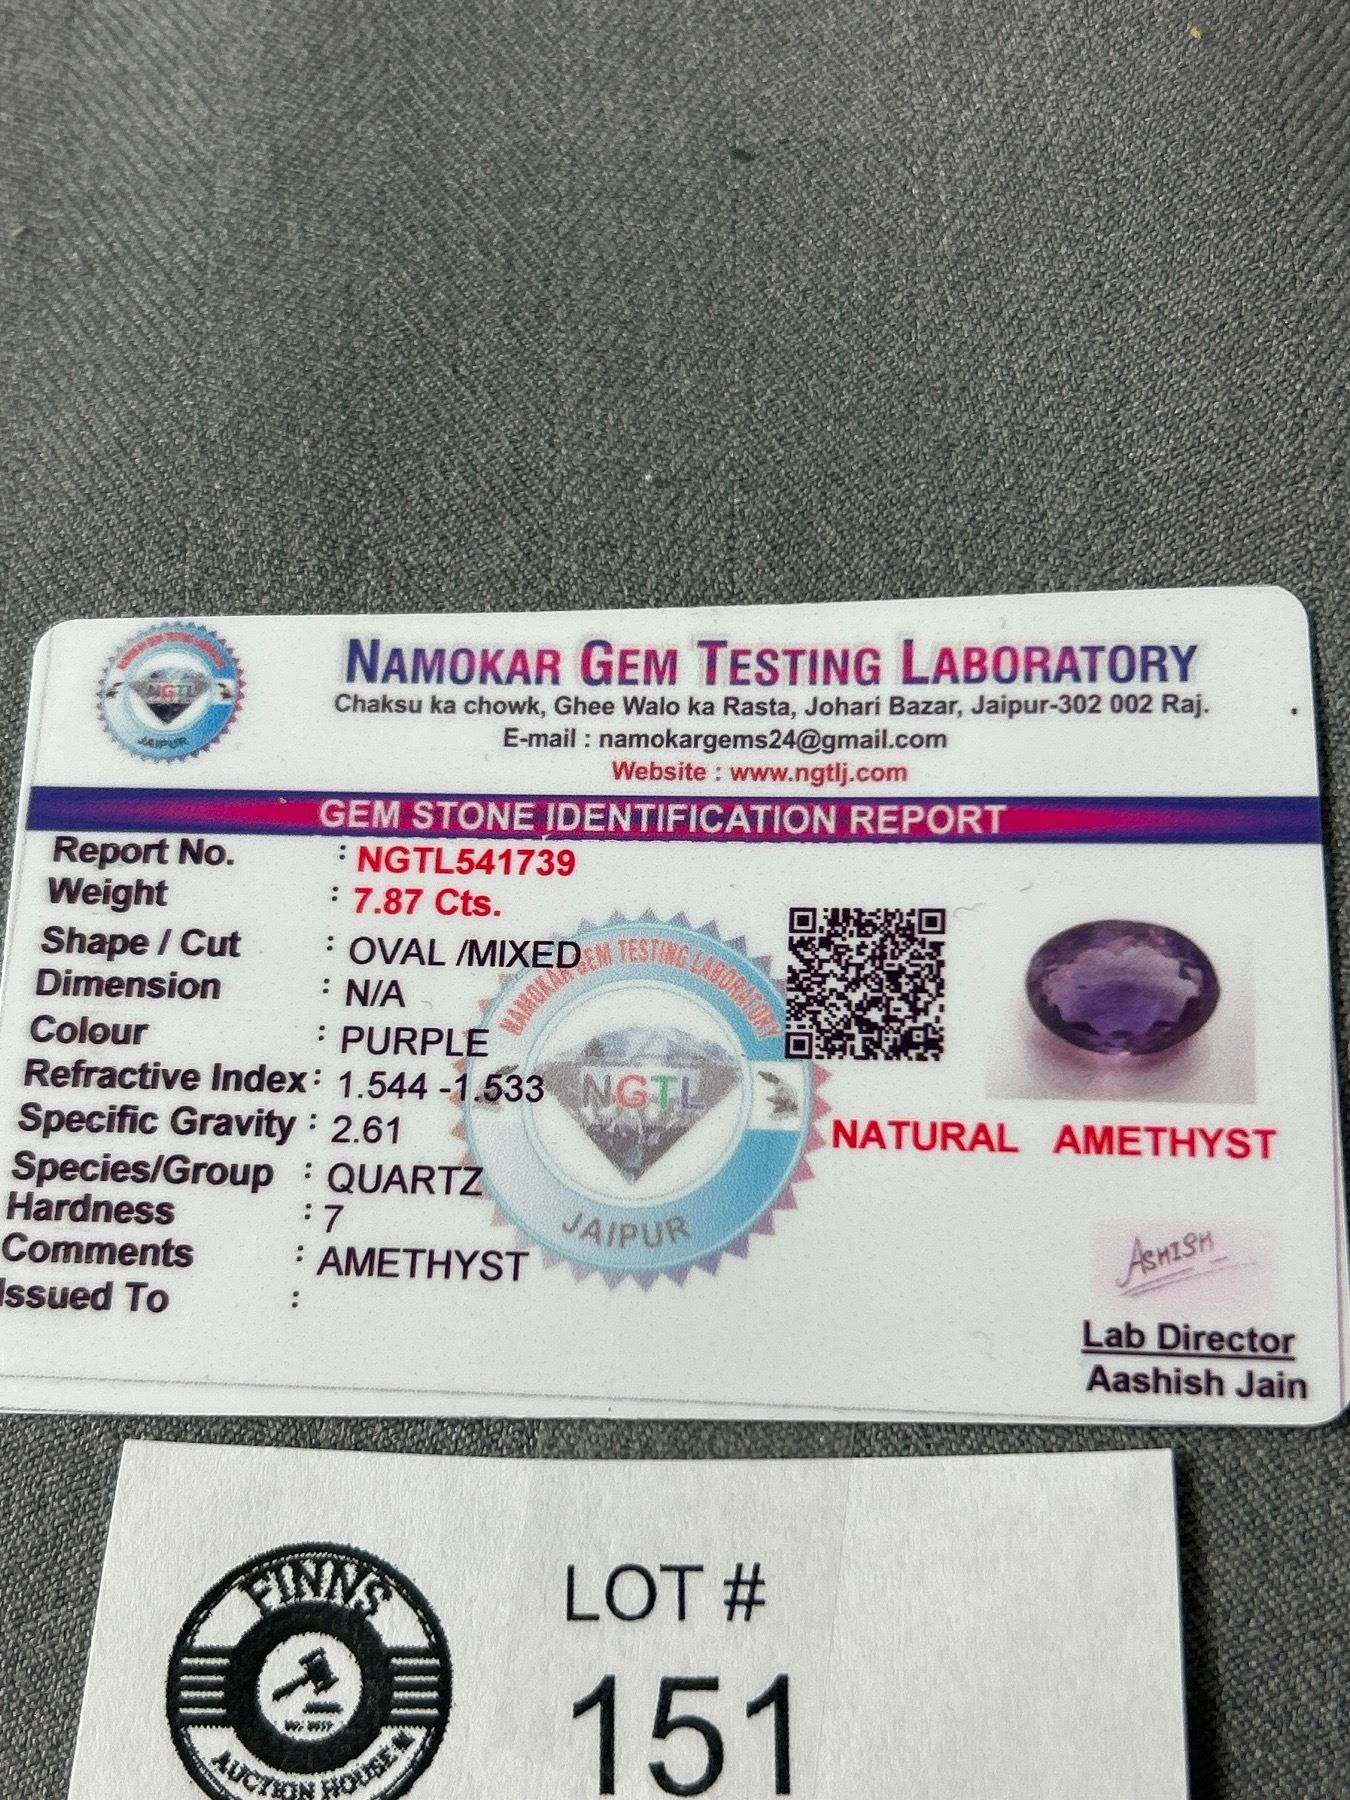 NAMOKAR GEM TESTING LABORATORY
Chaksu ka chowk, Ghee Walo ka Rasta, Johari Bazar, Jaipur-302 002 Raj.
E-mail : namokargems24@gmail.com
Website : www.ngtlj.com
NGTL
JAIPUR
GEM STONE IDENTIFICATION REPORT
Report No. : NGTL541739
Weight : 7.87 Cts.
Shape / Cut : OVAL /MIXED
Dimension : N/A
Colour : PURPLE
Refractive Index : 1.544 -1.533
Specific Gravity : 2.61
Species/Group : QUARTZ
Hardness : 7
Comments : AMETHYST
Issued To :
NAMOKAR GEM TESTING LABORATORY
NGTL
JAIPUR
NATURAL AMETHYST
ASHISH
Lab Director
Aashish Jain
FINNS
AUCTION HOUSE
LOT #
151